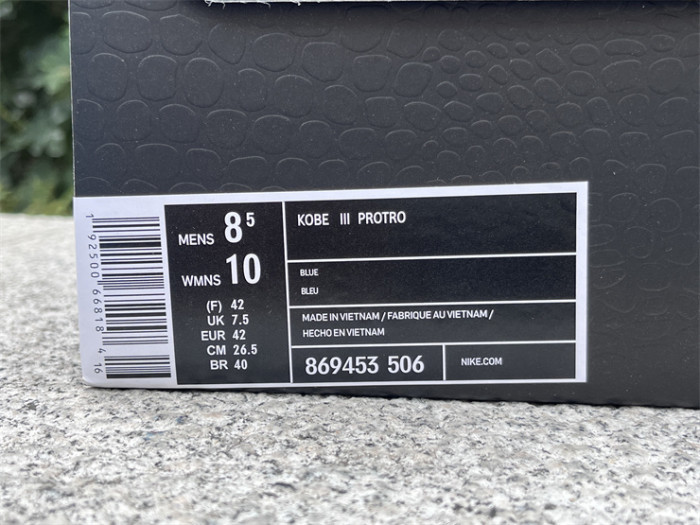 1 92500 66818 4 16
MENS 8 5
WMNS 10
(F) 42
UK 7.5
EUR 42
CM 26.5
BR 40
KOBE III PROTRO
BLUE
BLEU
MADE IN VIETNAM / FABRIQUE AU VIETNAM /
HECHO EN VIETNAM
869453 506
NIKE.COM